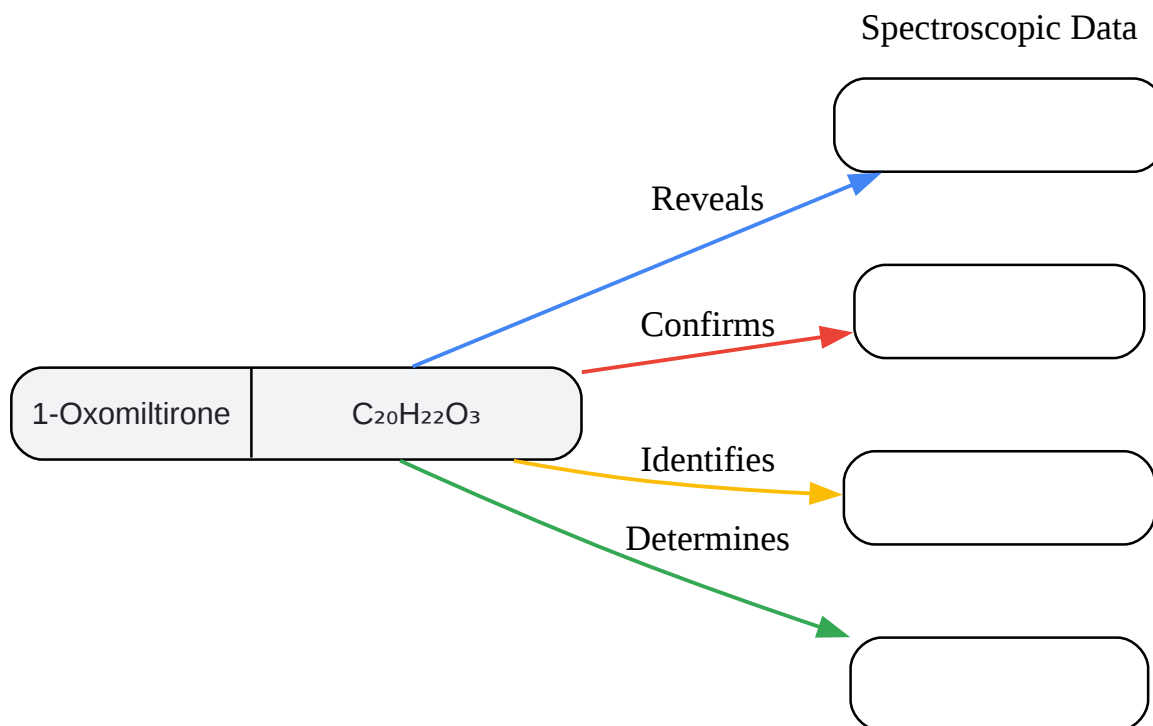 Spectroscopic Data
Reveals
Confirms
1-Oxomiltirone
C₂₀H₂₂O₃
Identifies
Determines